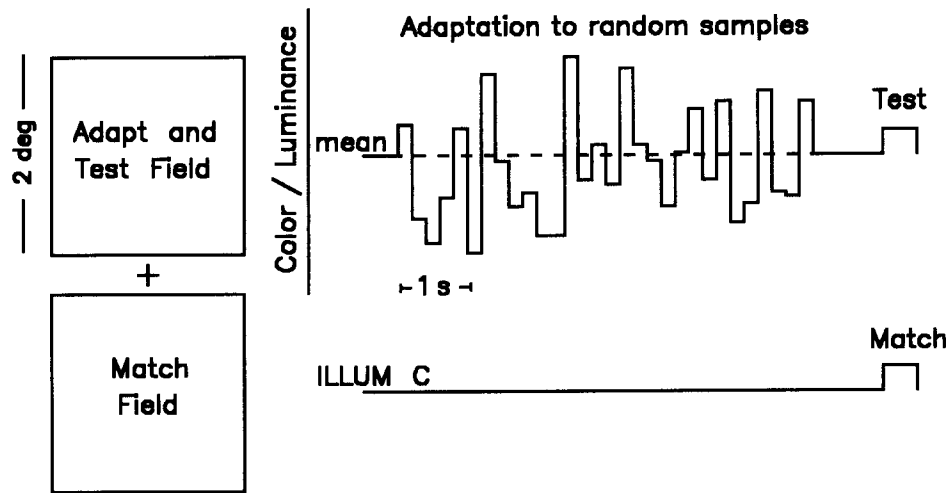 Adaptation to random samples
2 deg
Adapt and
Test Field
Color / Luminance
mean
Test
+
1 s
Match
Field
ILLUM C
Match